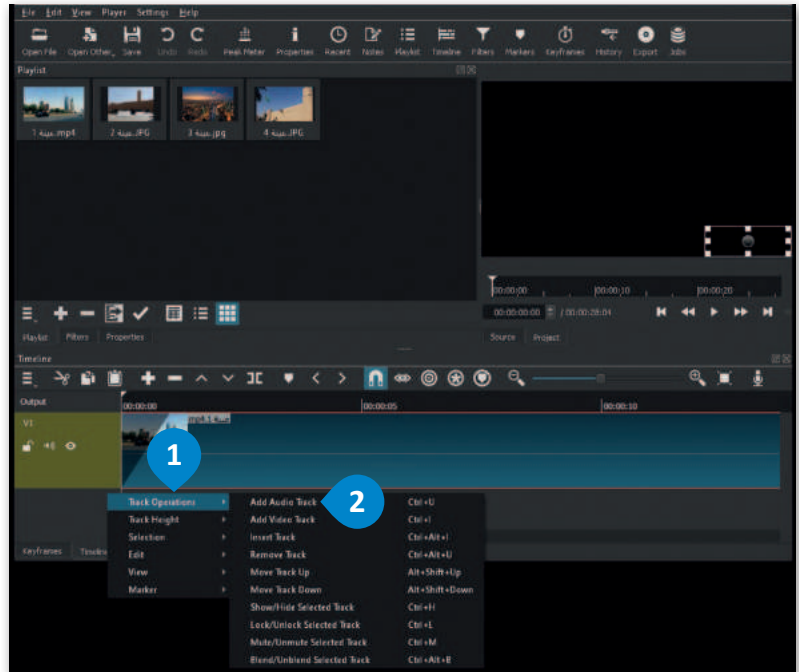 File Edit View Player Settings Help
Open File Open Other Save Undo Redo Peak Meter Properties Recent Notes Playlist Timeline Filters Markers Keyframes History Export Jobs
Playlist
عينة 1.mp4 عينة 2.JPG عينة 3.jpg عينة 4.JPG
00:00:00 00:00:10 00:00:20
00:00:00:00 / 00:00:28:04
Playlist Filters Properties
Source Project
Timeline
Output 00:00:00 00:00:05 00:00:10
V1
عينة 1.mp4
1
Track Operations
Track Height
Selection
Edit
View
Marker
2
Add Audio Track Ctrl+U
Add Video Track Ctrl+I
Insert Track Ctrl+Alt+I
Remove Track Ctrl+Alt+U
Move Track Up Alt+Shift+Up
Move Track Down Alt+Shift+Down
Show/Hide Selected Track Ctrl+H
Lock/Unlock Selected Track Ctrl+L
Mute/Unmute Selected Track Ctrl+M
Blend/Unblend Selected Track Ctrl+Alt+B
Keyframes